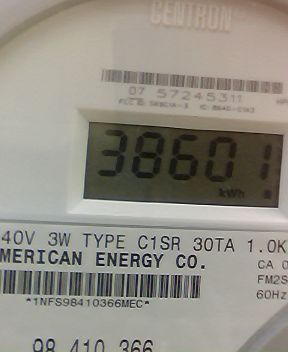 CENTRON
07 57245311
38601
kWh
40V 3W TYPE C1SR 30TA 1.0K
MERICAN ENERGY CO.
CA 0
FM2S
60Hz
*1NFS98410366MEC*
98 410 366